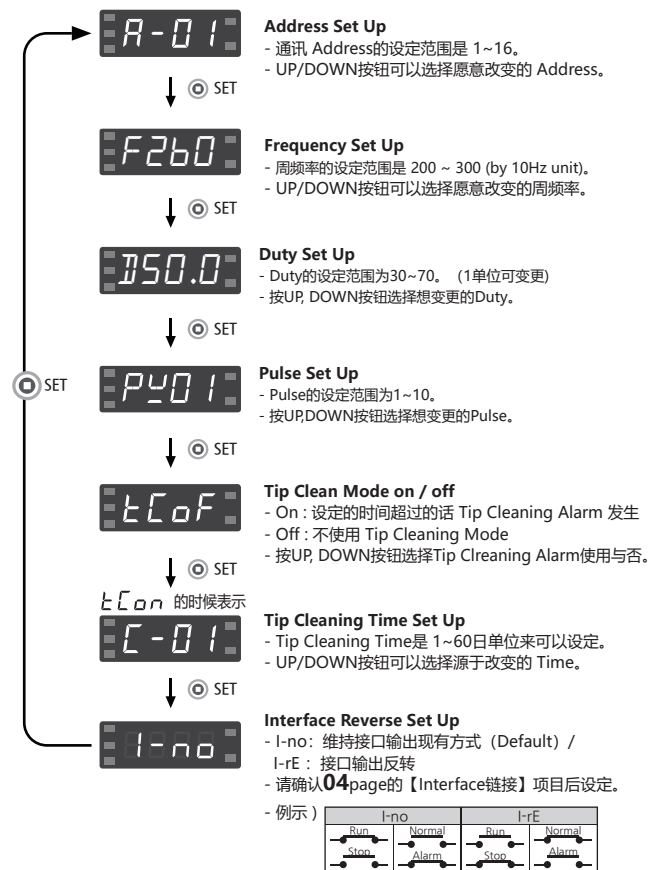 A-01
Address Set Up
- 通讯 Address的设定范围是 1~16。
- UP/DOWN按钮可以选择愿意改变的 Address。
SET
F260
Frequency Set Up
- 周频率的设定范围是 200 ~ 300 (by 10Hz unit)。
- UP/DOWN按钮可以选择愿意改变的周频率。
SET
D50.0
Duty Set Up
- Duty的设定范围为30~70。 (1单位可变更)
- 按UP, DOWN按钮选择想变更的Duty。
SET
SET
PU01
Pulse Set Up
- Pulse的设定范围为1~10。
- 按UP,DOWN按钮选择想变更的Pulse。
SET
tCoF
Tip Clean Mode on / off
- On : 设定的时间超过的话 Tip Cleaning Alarm 发生
- Off : 不使用 Tip Cleaning Mode
- 按UP, DOWN按钮选择Tip Clreaning Alarm使用与否。
SET
tCon 的时候表示
C-01
Tip Cleaning Time Set Up
- Tip Cleaning Time是 1~60日单位来可以设定。
- UP/DOWN按钮可以选择源于改变的 Time。
SET
I-no
Interface Reverse Set Up
- I-no：维持接口输出现有方式（Default）/
I-rE ：接口输出反转
- 请确认04page的【Interface链接】项目后设定。
- 例示 )
I-no I-rE
Run Normal Run Normal
Stop Alarm Stop Alarm